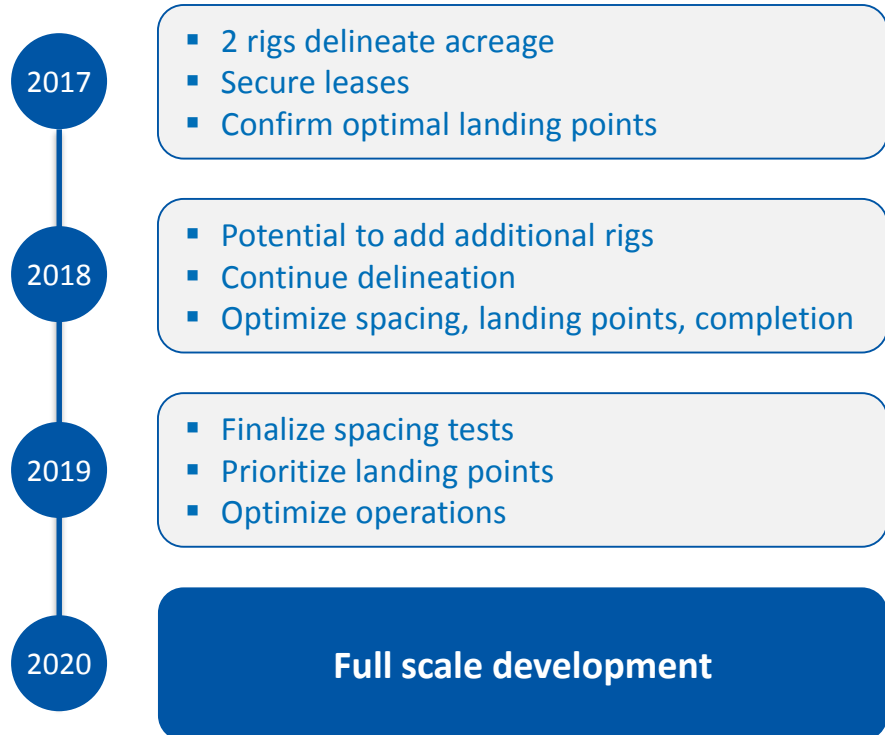 2017
▪ 2 rigs delineate acreage
▪ Secure leases
▪ Confirm optimal landing points
2018
▪ Potential to add additional rigs
▪ Continue delineation
▪ Optimize spacing, landing points, completion
2019
▪ Finalize spacing tests
▪ Prioritize landing points
▪ Optimize operations
2020
Full scale development